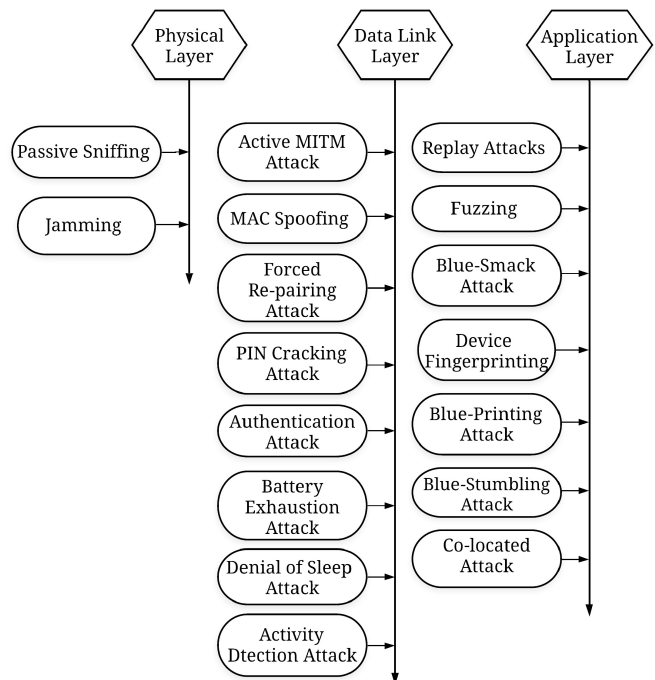 Physical
Layer
Passive Sniffing
Jamming
Data Link
Layer
Active MITM
Attack
MAC Spoofing
Forced
Re-pairing
Attack
PIN Cracking
Attack
Authentication
Attack
Battery
Exhaustion
Attack
Denial of Sleep
Attack
Activity
Dtection Attack
Application
Layer
Replay Attacks
Fuzzing
Blue-Smack
Attack
Device
Fingerprinting
Blue-Printing
Attack
Blue-Stumbling
Attack
Co-located
Attack